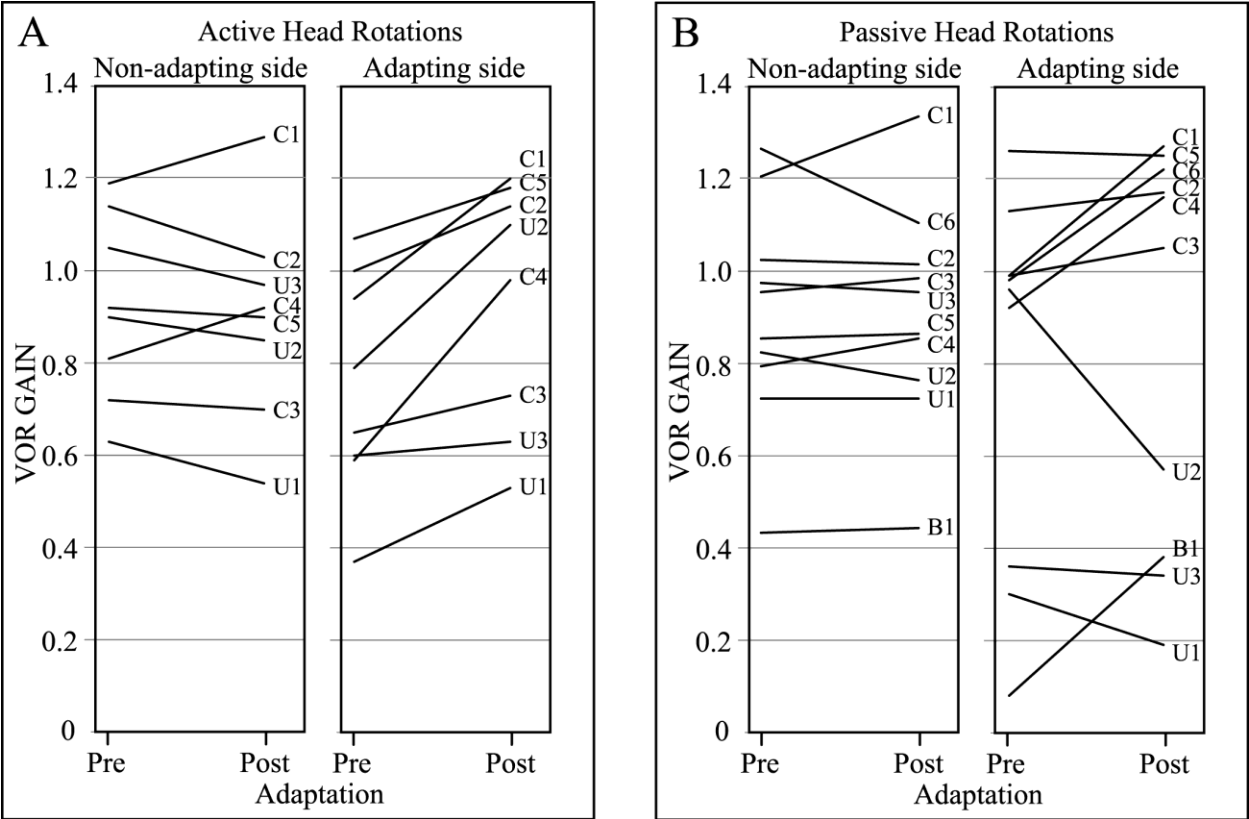 A
Active Head Rotations
Non-adapting side
Adapting side
VOR GAIN
1.4
1.2
1.0
0.8
0.6
0.4
0.2
0
C1
C2
U3
C4
C5
U2
C3
U1
C1
C5
C2
U2
C4
C3
U3
U1
Pre
Post
Pre
Post
Adaptation
B
Passive Head Rotations
Non-adapting side
Adapting side
VOR GAIN
1.4
1.2
1.0
0.8
0.6
0.4
0.2
0
C1
C6
C2
C3
U3
C5
C4
U2
U1
B1
C1
C5
C6
C2
C4
C3
U2
B1
U3
U1
Pre
Post
Pre
Post
Adaptation